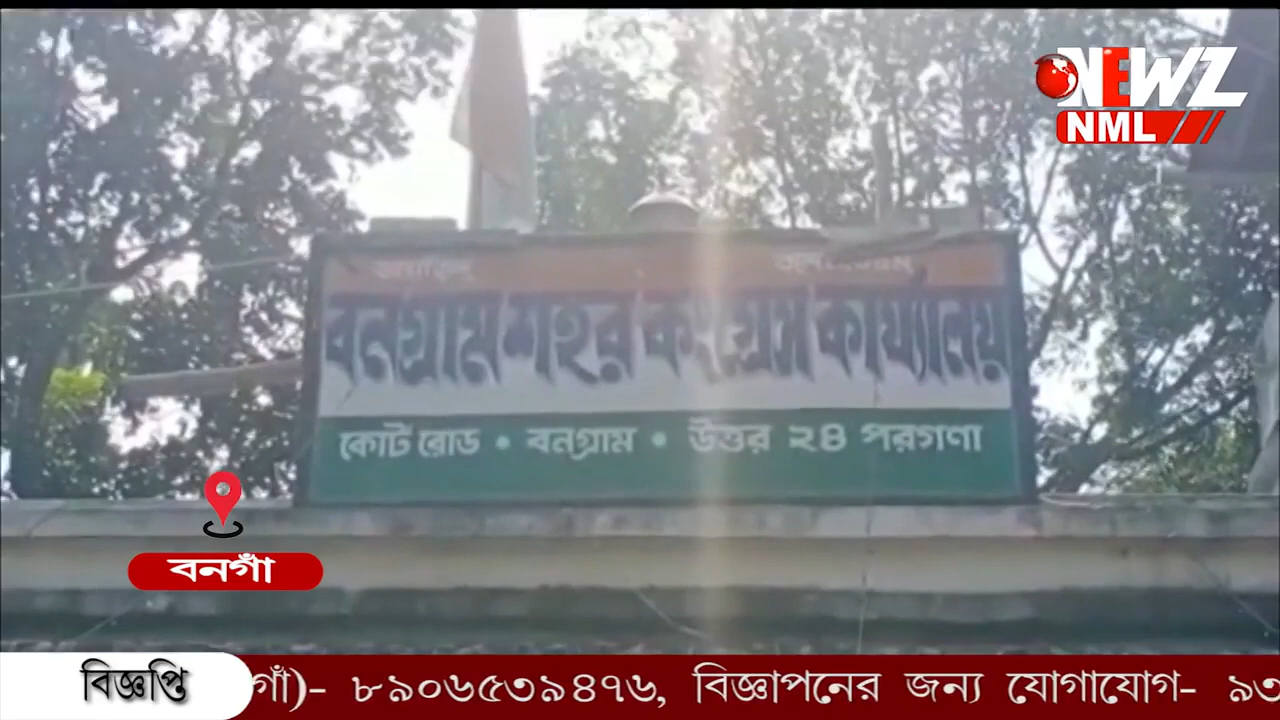 NEWZ
NML
বনগ্রাম শহর কংগ্রেস কার্য্যালয়
কোর্ট রোড • বনগ্রাম • উত্তর ২৪ পরগণা
বনগাঁ
বিজ্ঞপ্তি
গাঁ)- ৮৯০৬৫৩৯৪৭৬, বিজ্ঞাপনের জন্য যোগাযোগ- ৯৩